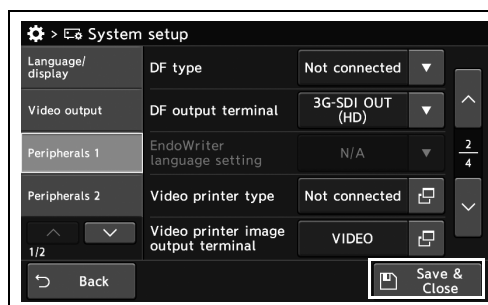 > System setup
Language/
display
Video output
Peripherals 1
Peripherals 2
1/2
DF type
Not connected
DF output terminal
3G-SDI OUT
(HD)
EndoWriter
language setting
N/A
Video printer type
Not connected
Video printer image
output terminal
VIDEO
2
4
Back
Save &
Close